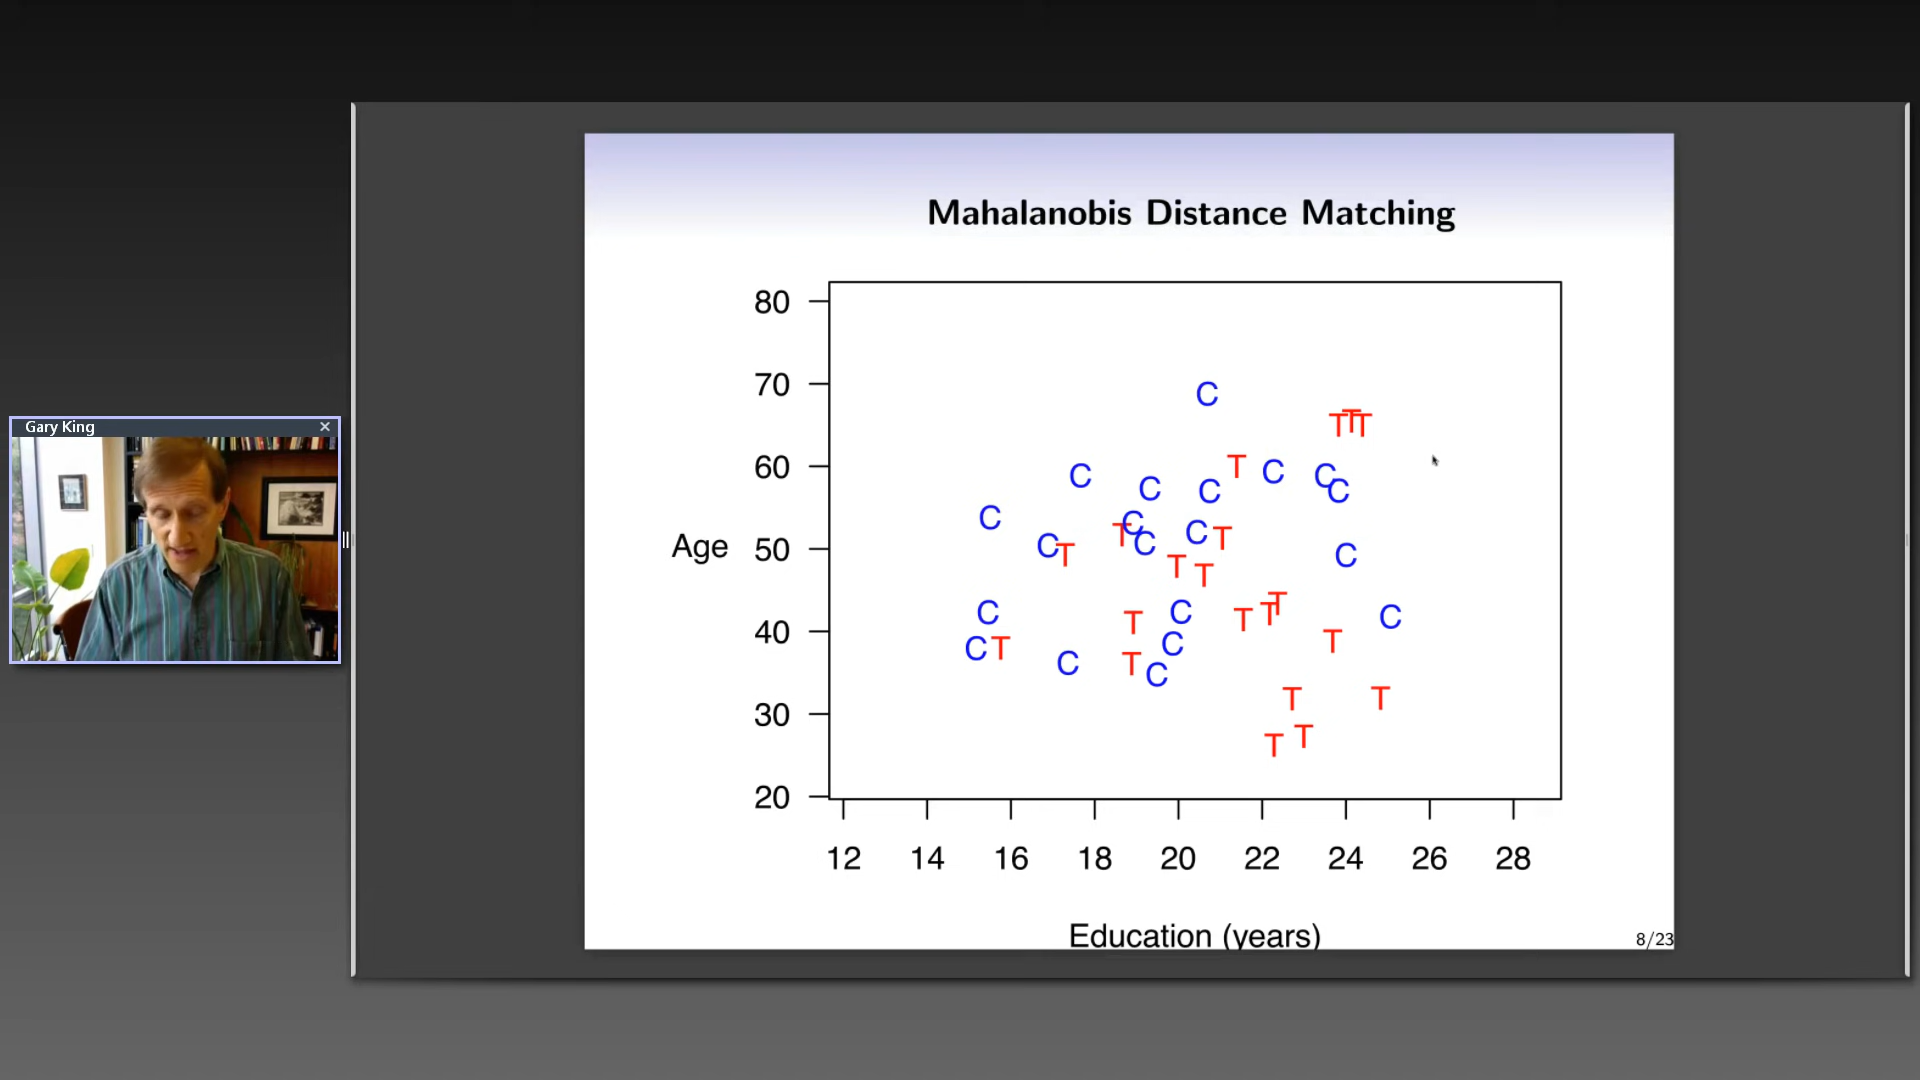 Gary King
Mahalanobis Distance Matching
80
70
60
50
40
30
20
Age
C
T T T
T C C C
C C C C
C C T C C T
C T C T T C
C T C T T T C
C T C T C T
C T T
T T
12 14 16 18 20 22 24 26 28
Education (years)
8/23